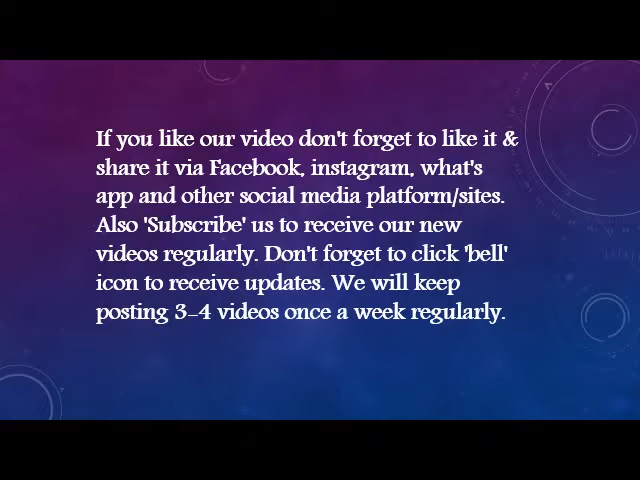 If you like our video don't forget to like it &
share it via Facebook, instagram, what's
app and other social media platform/sites.
Also 'Subscribe' us to receive our new
videos regularly. Don't forget to click 'bell'
icon to receive updates. We will keep
posting 3-4 videos once a week regularly.